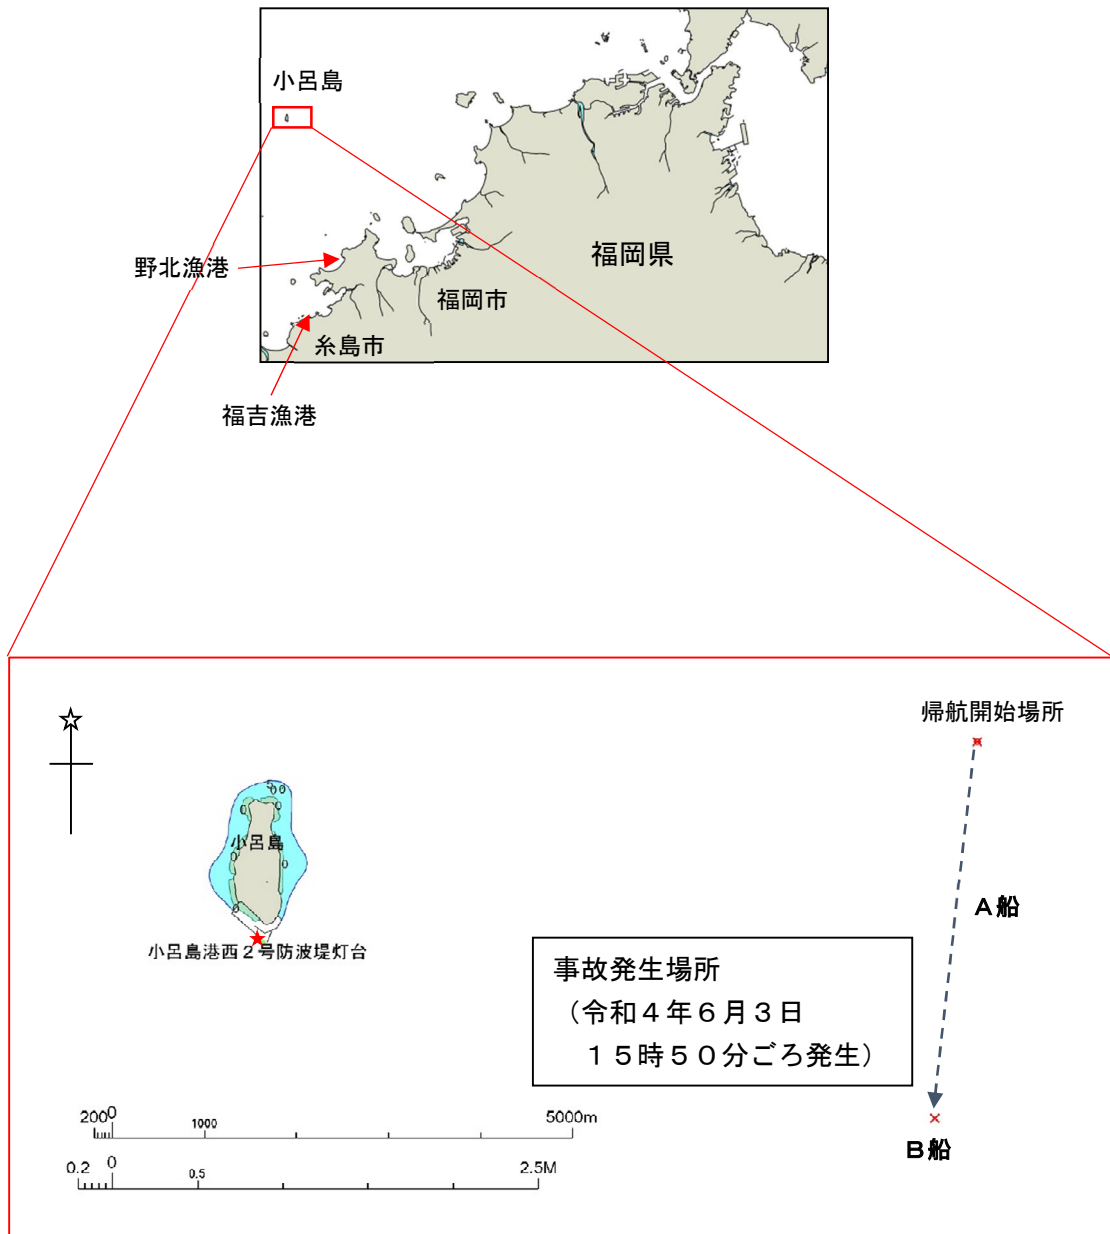 小呂島
野北漁港
福岡県
福岡市
糸島市
福吉漁港
帰航開始場所
小呂島
A船
小呂島港西２号防波堤灯台
事故発生場所
（令和４年６月３日
１５時５０分ごろ発生）
200 0 1000 5000m
B船
0.2 0 0.5 2.5M